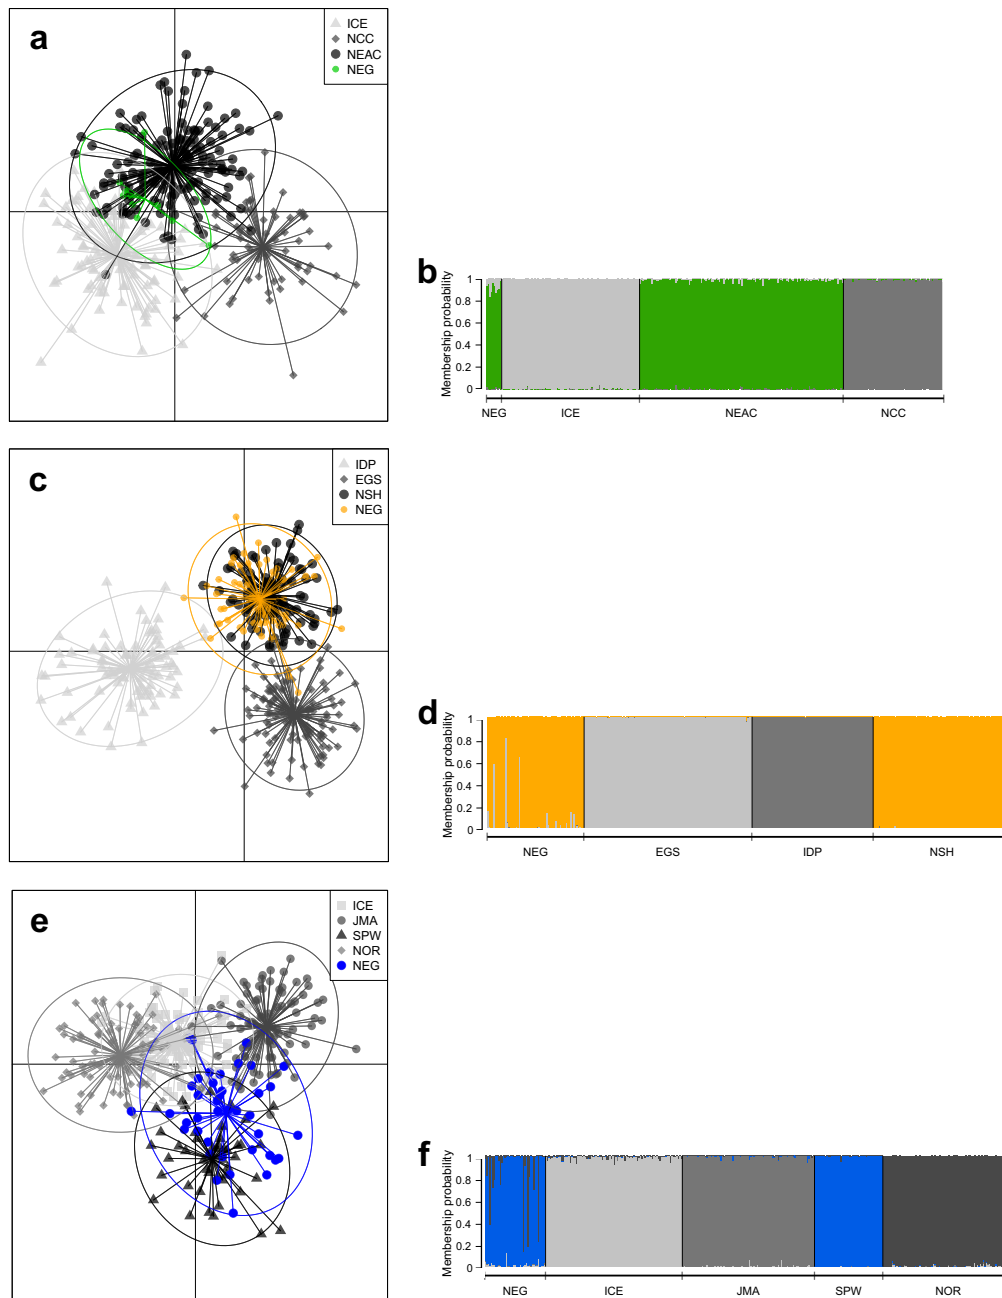 a
ICE
NCC
NEAC
NEG
b
Membership probability
1
0.8
0.6
0.4
0.2
0
NEG ICE NEAC NCC
c
IDP
EGS
NSH
NEG
d
Membership probability
1
0.8
0.6
0.4
0.2
0
NEG EGS IDP NSH
e
ICE
JMA
SPW
NOR
NEG
f
Membership probability
1
0.8
0.6
0.4
0.2
0
NEG ICE JMA SPW NOR